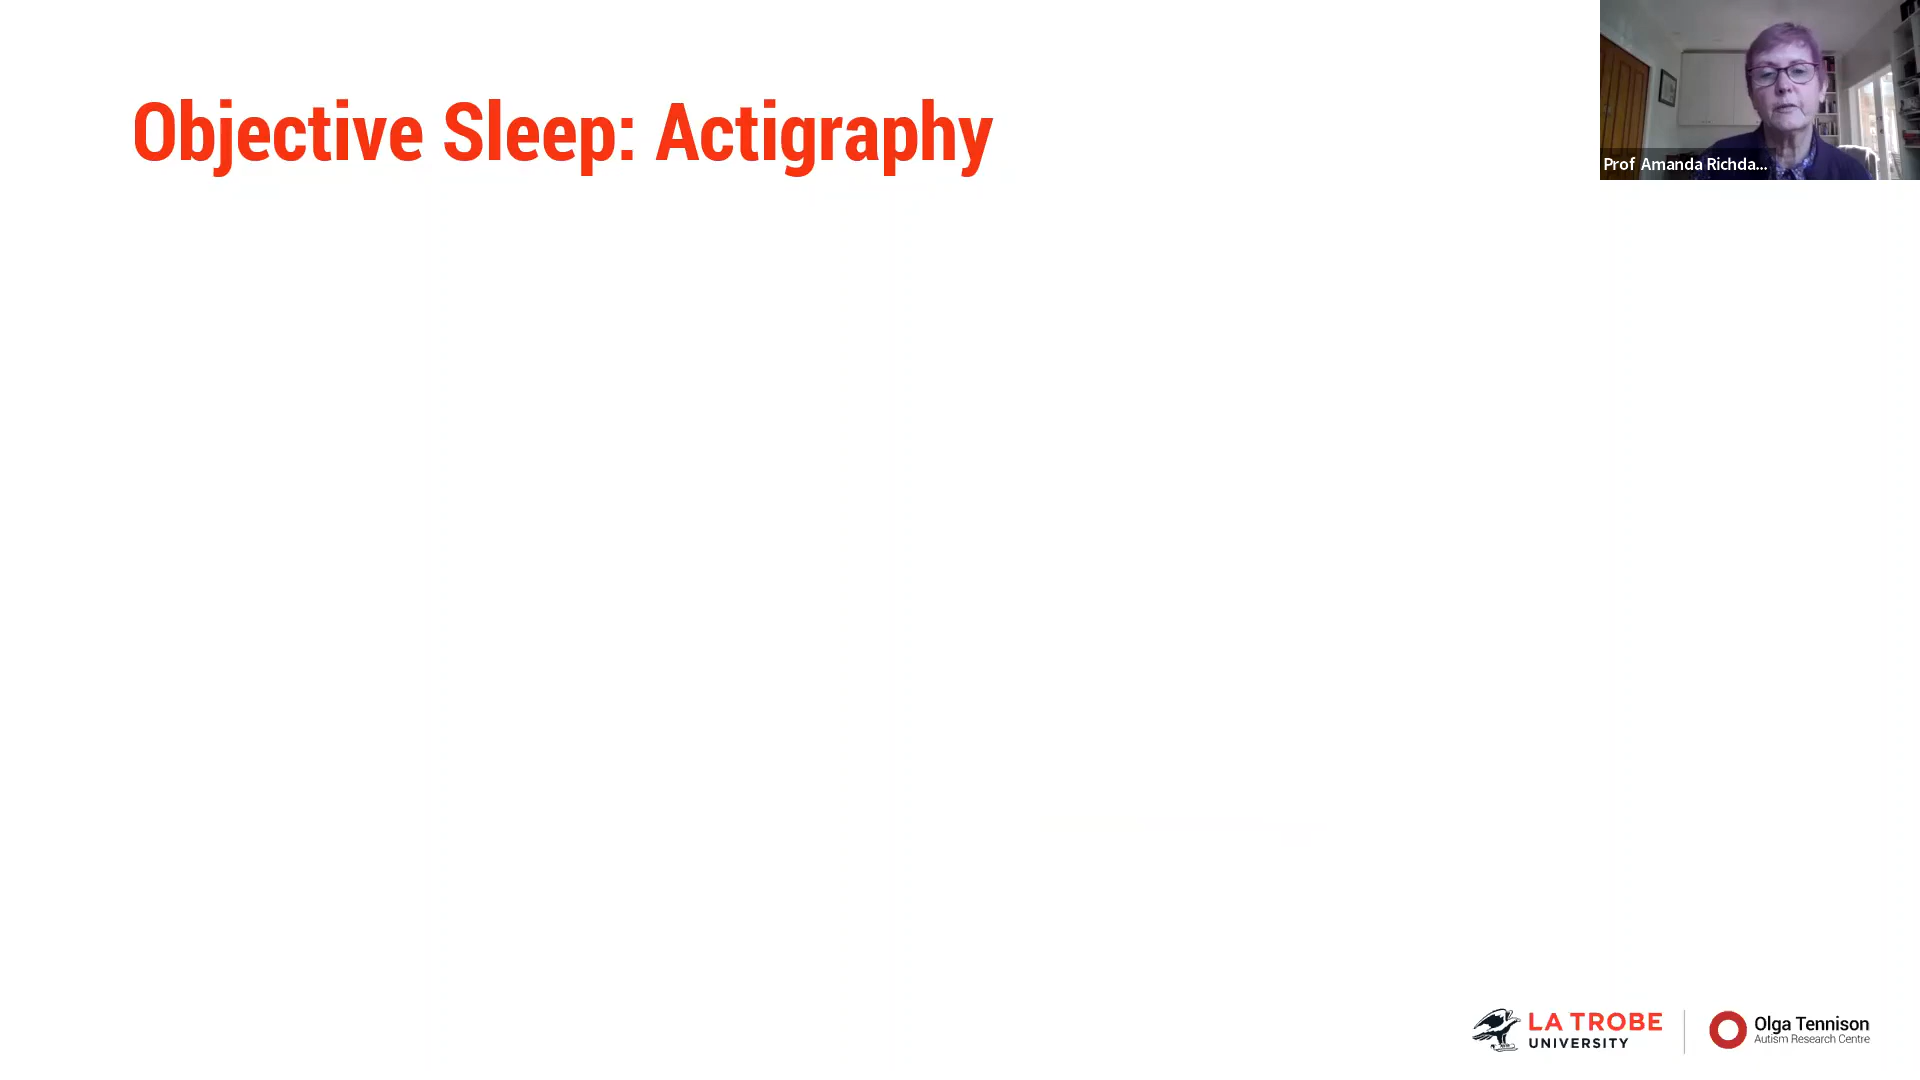 Objective Sleep: Actigraphy
Prof Amanda Richda...
LA TROBE
UNIVERSITY
Olga Tennison
Autism Research Centre